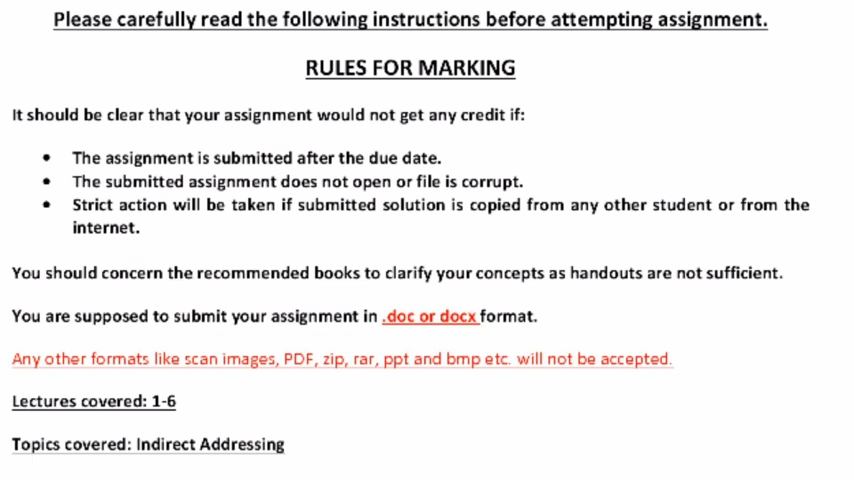 Please carefully read the following instructions before attempting assignment.
RULES FOR MARKING
It should be clear that your assignment would not get any credit if:
• The assignment is submitted after the due date.
• The submitted assignment does not open or file is corrupt.
• Strict action will be taken if submitted solution is copied from any other student or from the
internet.
You should concern the recommended books to clarify your concepts as handouts are not sufficient.
You are supposed to submit your assignment in .doc or docx format.
Any other formats like scan images, PDF, zip, rar, ppt and bmp etc. will not be accepted.
Lectures covered: 1-6
Topics covered: Indirect Addressing